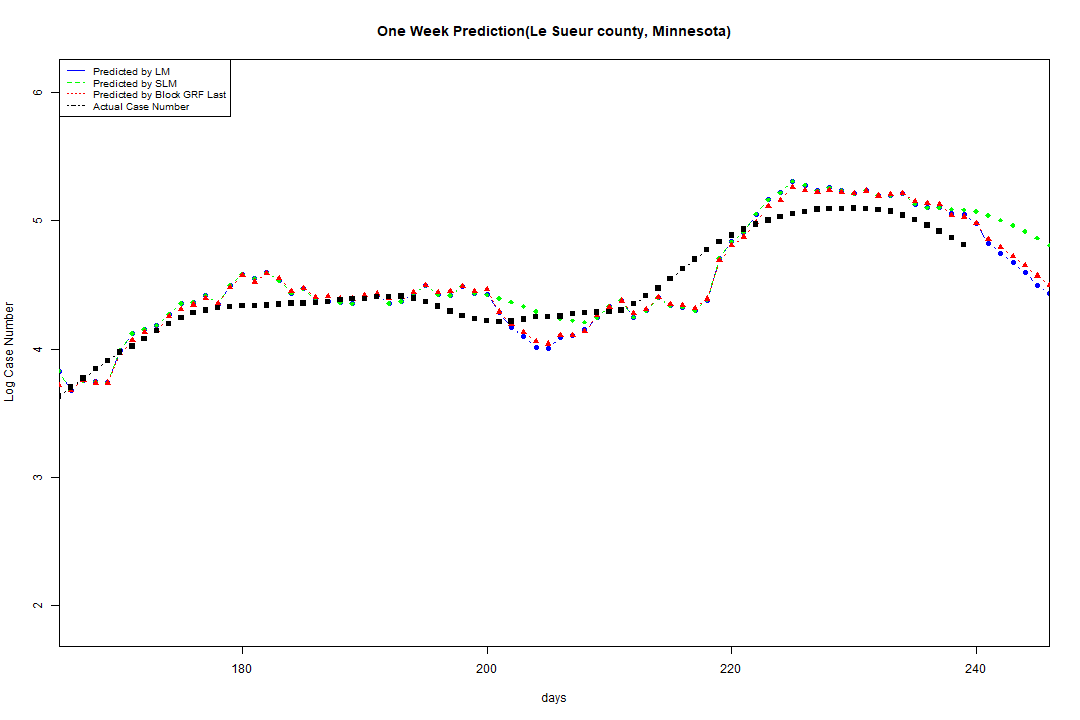 One Week Prediction(Le Sueur county, Minnesota)
Predicted by LM
Predicted by SLM
Predicted by Block GRF Last
Actual Case Number
6
5
4
3
2
Log Case Number
180 200 220 240
days